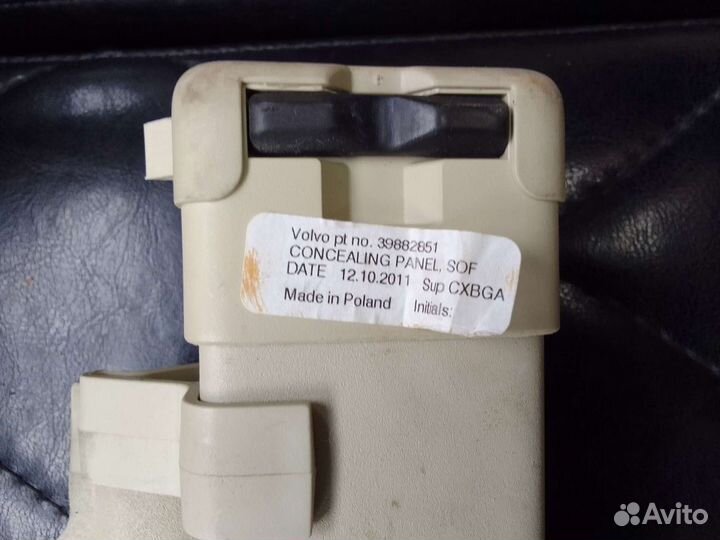 Volvo pt no. 39882851
CONCEALING PANEL, SOF
DATE 12.10.2011 Sup CXBGA
Made in Poland Initials:
Avito